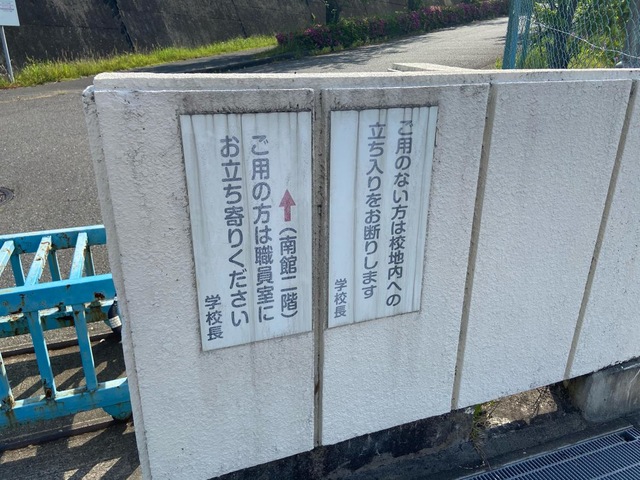 ご用のない方は校地内への
立ち入りをお断りします
学校長
↑(南館二階)
ご用の方は職員室に
お立ち寄りください
学校長